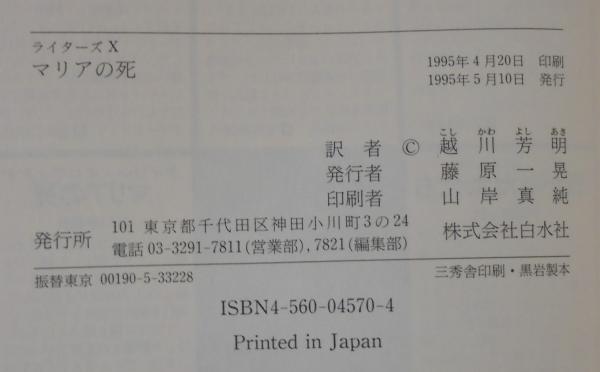 ライターズX
マリアの死
1995年4月20日 印刷
1995年5月10日 発行
こし かわ よし あき
訳者 © 越川芳明
発行者 藤原一晃
印刷者 山岸真純
発行所 101 東京都千代田区神田小川町3の24
電話 03-3291-7811(営業部), 7821(編集部)
株式会社白水社
振替東京 00190-5-33228
三秀舎印刷・黒岩製本
ISBN4-560-04570-4
Printed in Japan